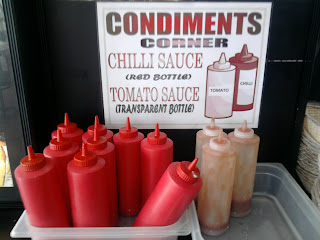 CONDIMENTS
CORNER
CHILLI SAUCE
(RED BOTTLE)
TOMATO SAUCE
(TRANSPARENT BOTTLE)
TOMATO
CHILLI